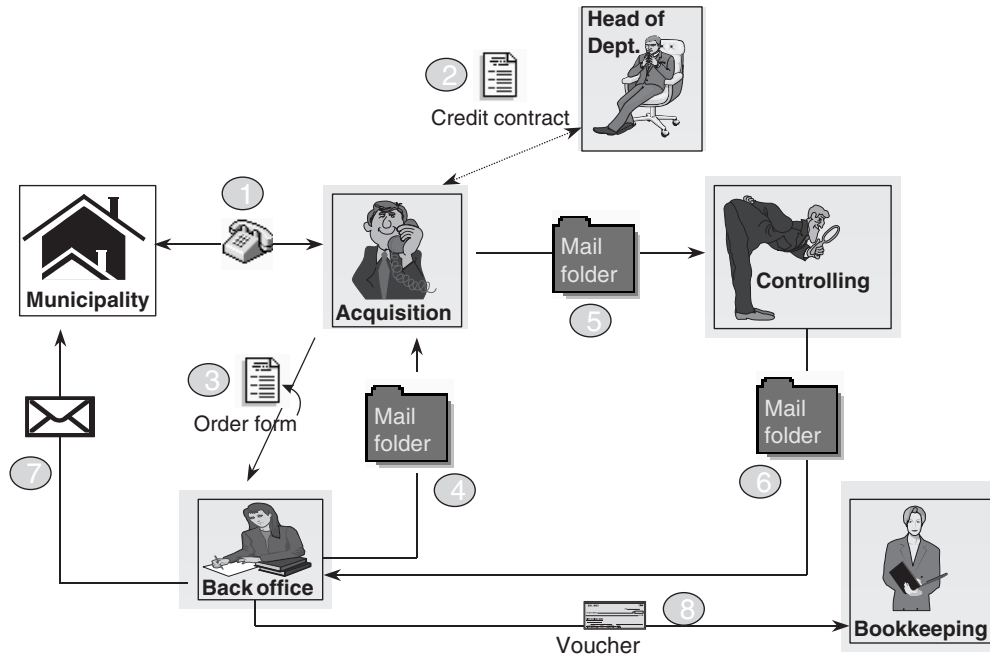 Head of
Dept.
2
Credit contract
1
Municipality
Acquisition
Mail
folder
5
Controlling
3
Order form
Mail
folder
4
Mail
folder
6
7
Back office
8
Voucher
Bookkeeping